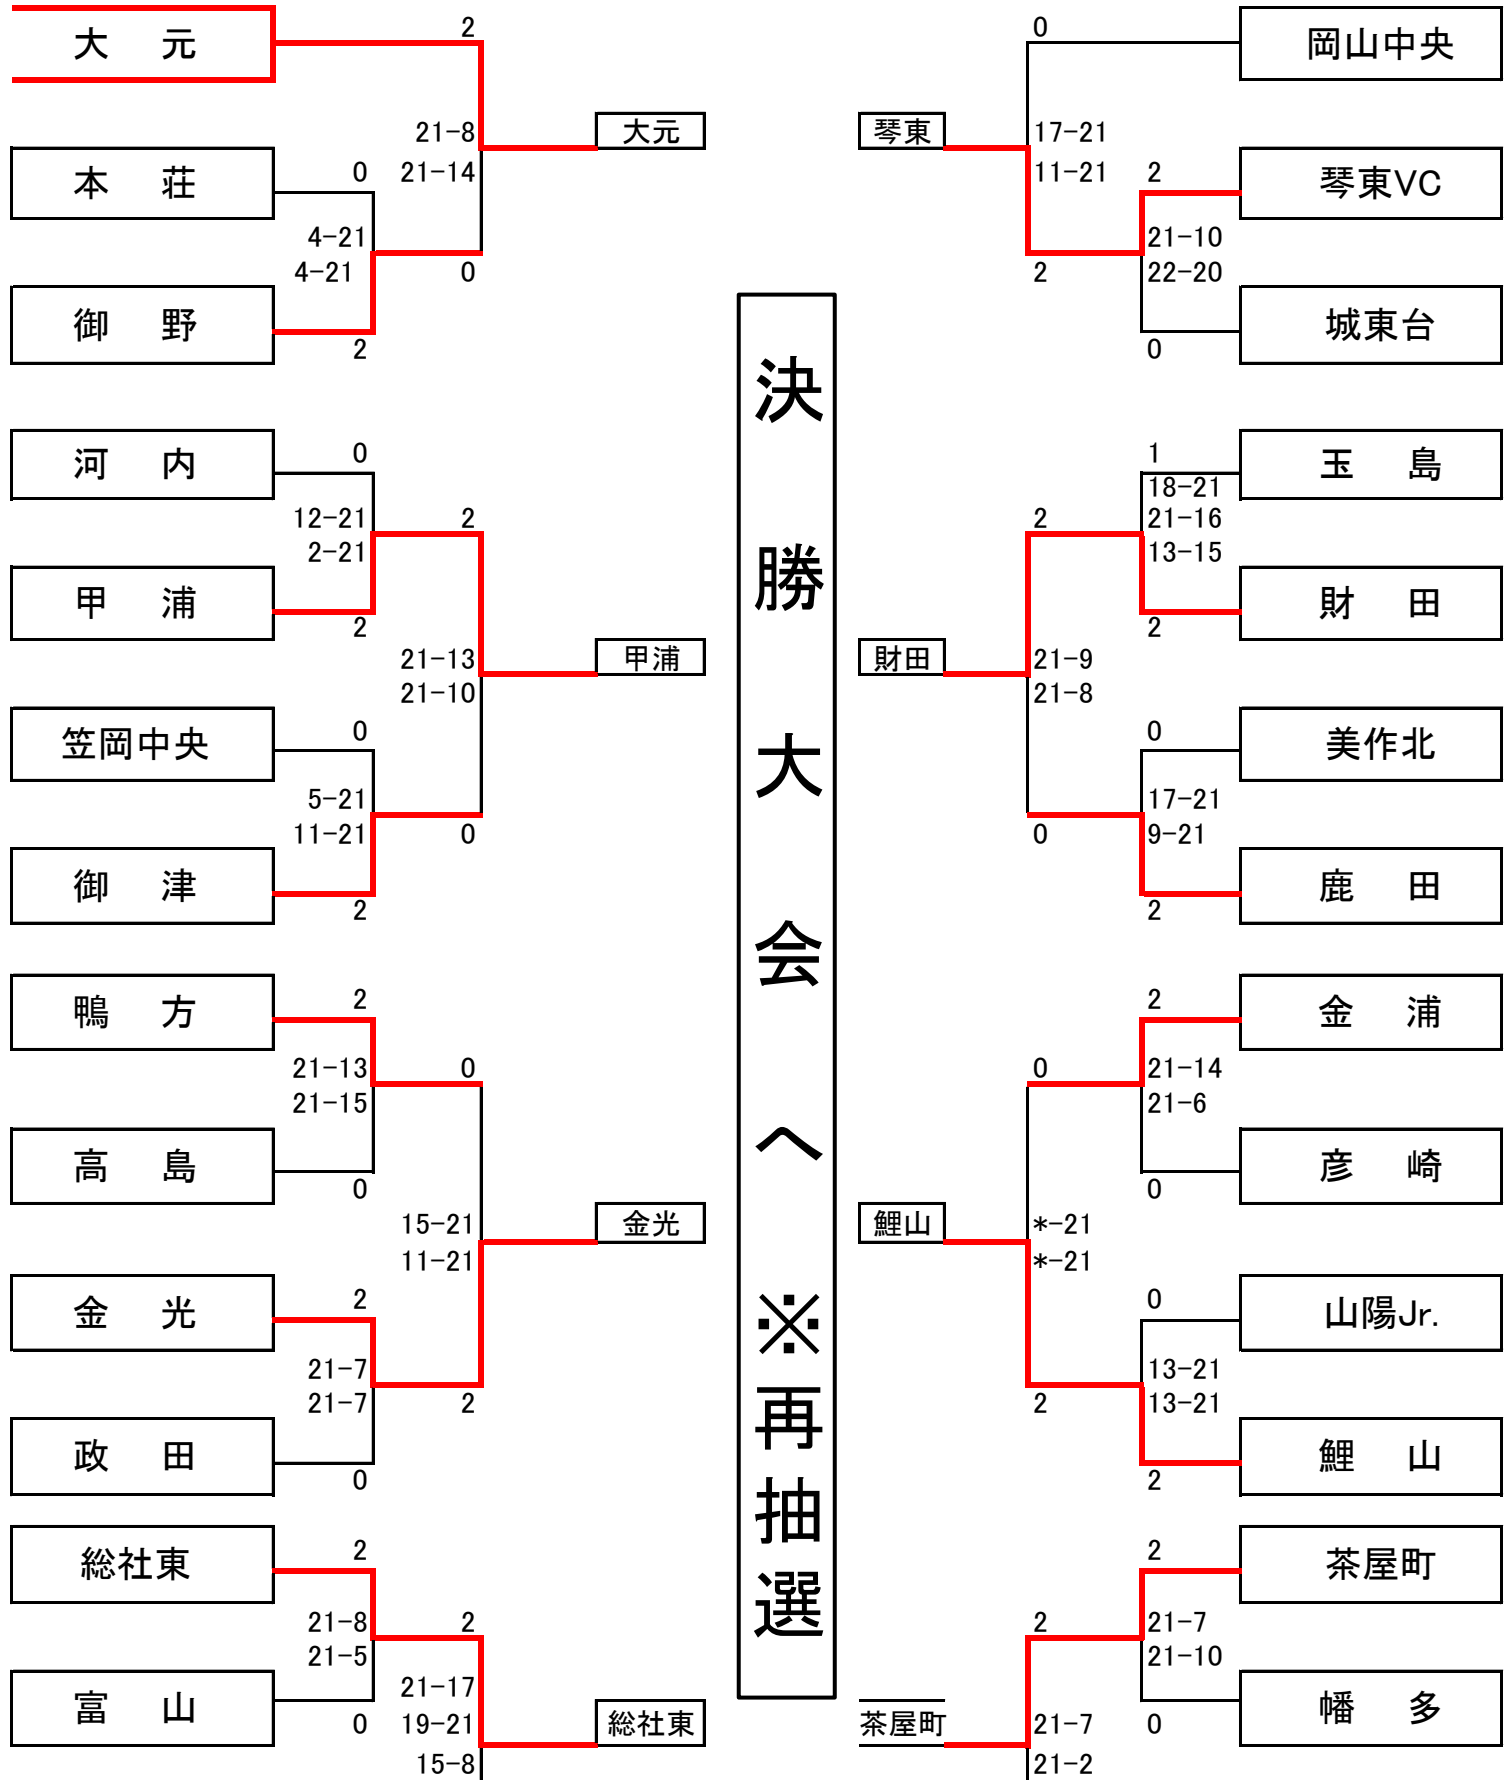 大 元
2
21-8
21-14
大元
本 荘
0
4-21
4-21
0
御 野
2
河 内
0
12-21
2-21
2
甲 浦
2
21-13
21-10
甲浦
笠岡中央
0
5-21
11-21
0
御 津
2
鴨 方
2
21-13
21-15
0
高 島
0
15-21
11-21
金光
金 光
2
21-7
21-7
2
政 田
0
総社東
2
21-8
21-5
2
富 山
0
21-17
19-21
15-8
総社東
決勝大会へ※再抽選
0
岡山中央
琴東
17-21
11-21
2
琴東VC
21-10
22-20
2
城東台
0
1
玉 島
18-21
21-16
13-15
2
財 田
2
財田
21-9
21-8
0
美作北
17-21
9-21
0
鹿 田
2
2
金 浦
21-14
21-6
0
彦 崎
0
鯉山
*-21
*-21
0
山陽Jr.
13-21
13-21
2
鯉 山
2
2
茶屋町
21-7
21-10
2
幡 多
0
茶屋町
21-7
21-2